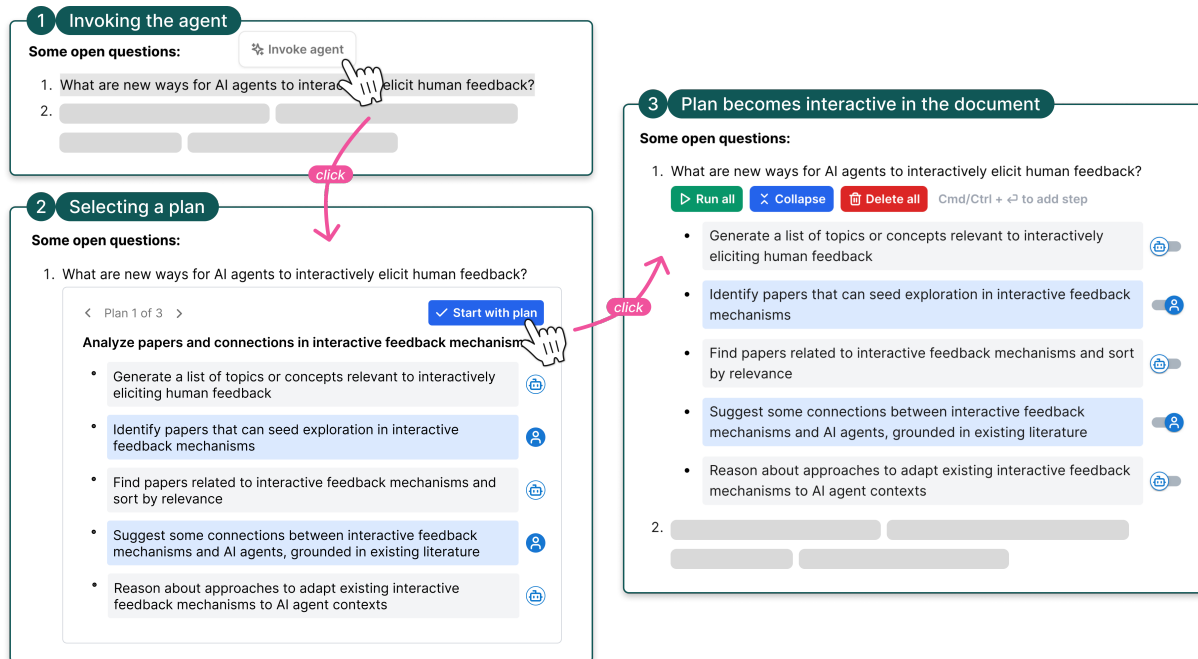 1 Invoking the agent
Some open questions:
Invoke agent
1. What are new ways for AI agents to interac elicit human feedback?
2.
click
2 Selecting a plan
Some open questions:
1. What are new ways for AI agents to interactively elicit human feedback?
Plan 1 of 3
Start with plan
Analyze papers and connections in interactive feedback mechanism
Generate a list of topics or concepts relevant to interactively
eliciting human feedback
Identify papers that can seed exploration in interactive
feedback mechanisms
Find papers related to interactive feedback mechanisms and
sort by relevance
Suggest some connections between interactive feedback
mechanisms and AI agents, grounded in existing literature
Reason about approaches to adapt existing interactive
feedback mechanisms to AI agent contexts
click
3 Plan becomes interactive in the document
Some open questions:
1. What are new ways for AI agents to interactively elicit human feedback?
Run all
Collapse
Delete all
Cmd/Ctrl + ⏎ to add step
Generate a list of topics or concepts relevant to interactively
eliciting human feedback
Identify papers that can seed exploration in interactive feedback
mechanisms
Find papers related to interactive feedback mechanisms and sort
by relevance
Suggest some connections between interactive feedback
mechanisms and AI agents, grounded in existing literature
Reason about approaches to adapt existing interactive feedback
mechanisms to AI agent contexts
2.